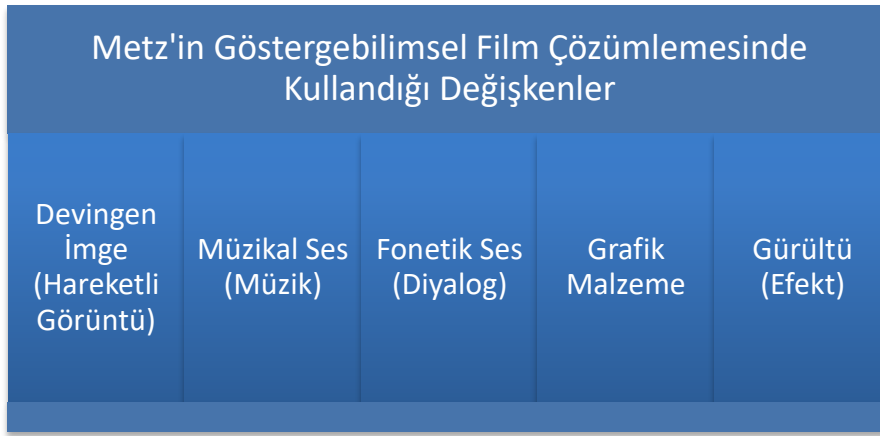 Metz'in Göstergebilimsel Film Çözümlemesinde
Kullandığı Değişkenler
Devingen
İmge
(Hareketli
Görüntü)
Müzikal Ses
(Müzik)
Fonetik Ses
(Diyalog)
Grafik
Malzeme
Gürültü
(Efekt)